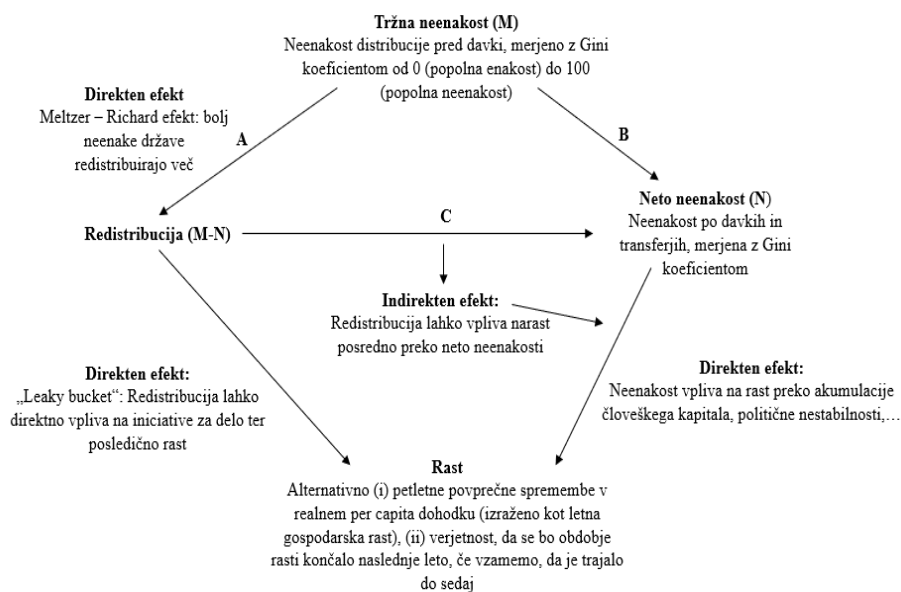 Tržna neenakost (M)
Neenakost distribucije pred davki, merjeno z Gini
koeficientom od 0 (popolna enakost) do 100
(popolna neenakost)
Direkten efekt
Meltzer – Richard efekt: bolj
neenake države
redistribuirajo več
A
B
Neto neenakost (N)
Neenakost po davkih in
transferjih, merjena z Gini
koeficientom
C
Redistribucija (M-N)
Indirekten efekt:
Redistribucija lahko vpliva narast
posredno preko neto neenakosti
Direkten efekt:
„Leaky bucket“: Redistribucija lahko
direktno vpliva na iniciative za delo ter
posledično rast
Direkten efekt:
Neenakost vpliva na rast preko akumulacije
človeškega kapitala, politične nestabilnosti,…
Rast
Alternativno (i) petletne povprečne spremembe v
realnem per capita dohodku (izraženo kot letna
gospodarska rast), (ii) verjetnost, da se bo obdobje
rasti končalo naslednje leto, če vzamemo, da je trajalo
do sedaj